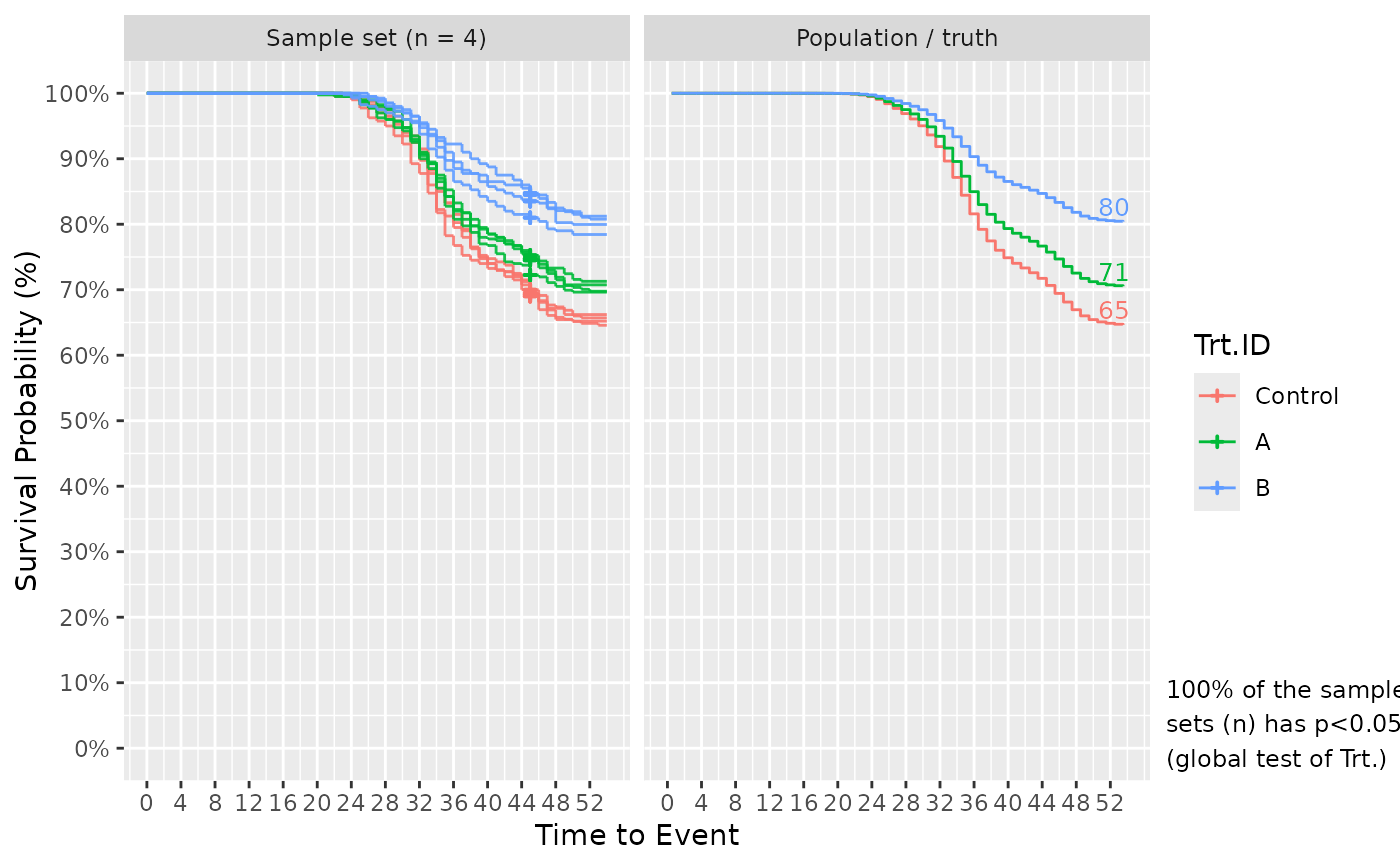 Sample set (n = 4)
Population / truth
Survival Probability (%)
100%
90%
80%
70%
60%
50%
40%
30%
20%
10%
0%
80
71
65
0 4 8 12 16 20 24 28 32 36 40 44 48 52
0 4 8 12 16 20 24 28 32 36 40 44 48 52
Time to Event
Trt.ID
Control
A
B
100% of the sample
sets (n) has p<0.05
(global test of Trt.)